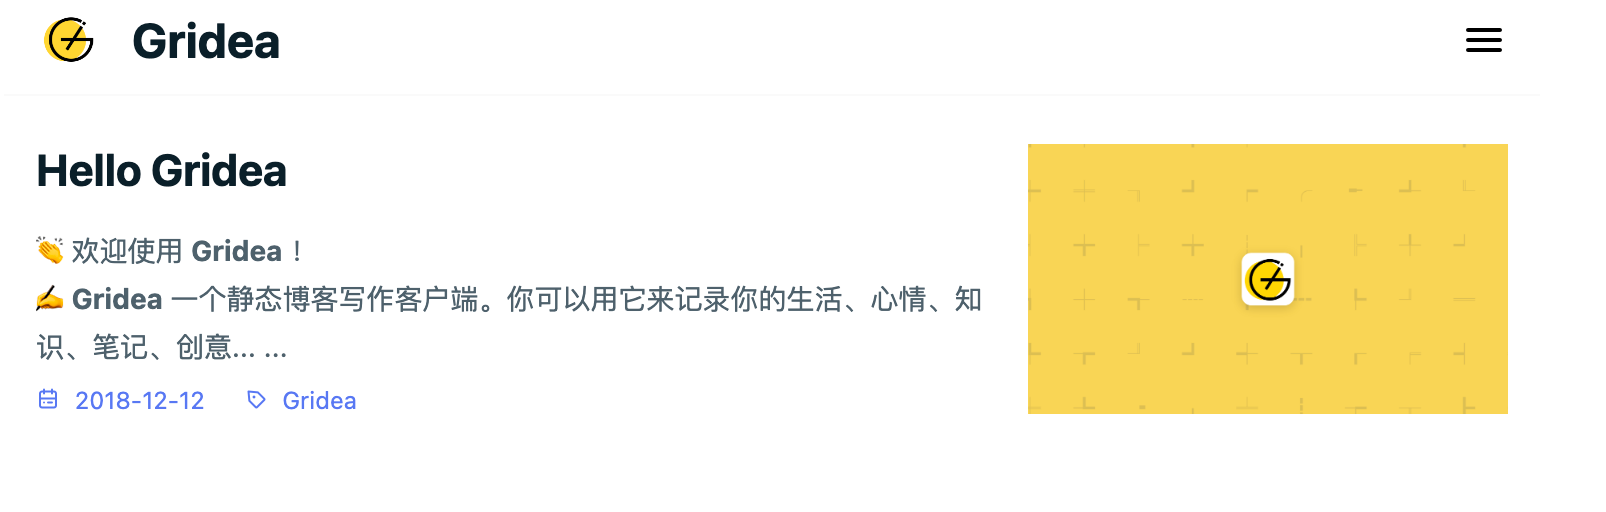 Gridea
Hello Gridea
👏 欢迎使用 Gridea ！
✍️ Gridea 一个静态博客写作客户端。你可以用它来记录你的生活、心情、知
识、笔记、创意... ...
2018-12-12 Gridea